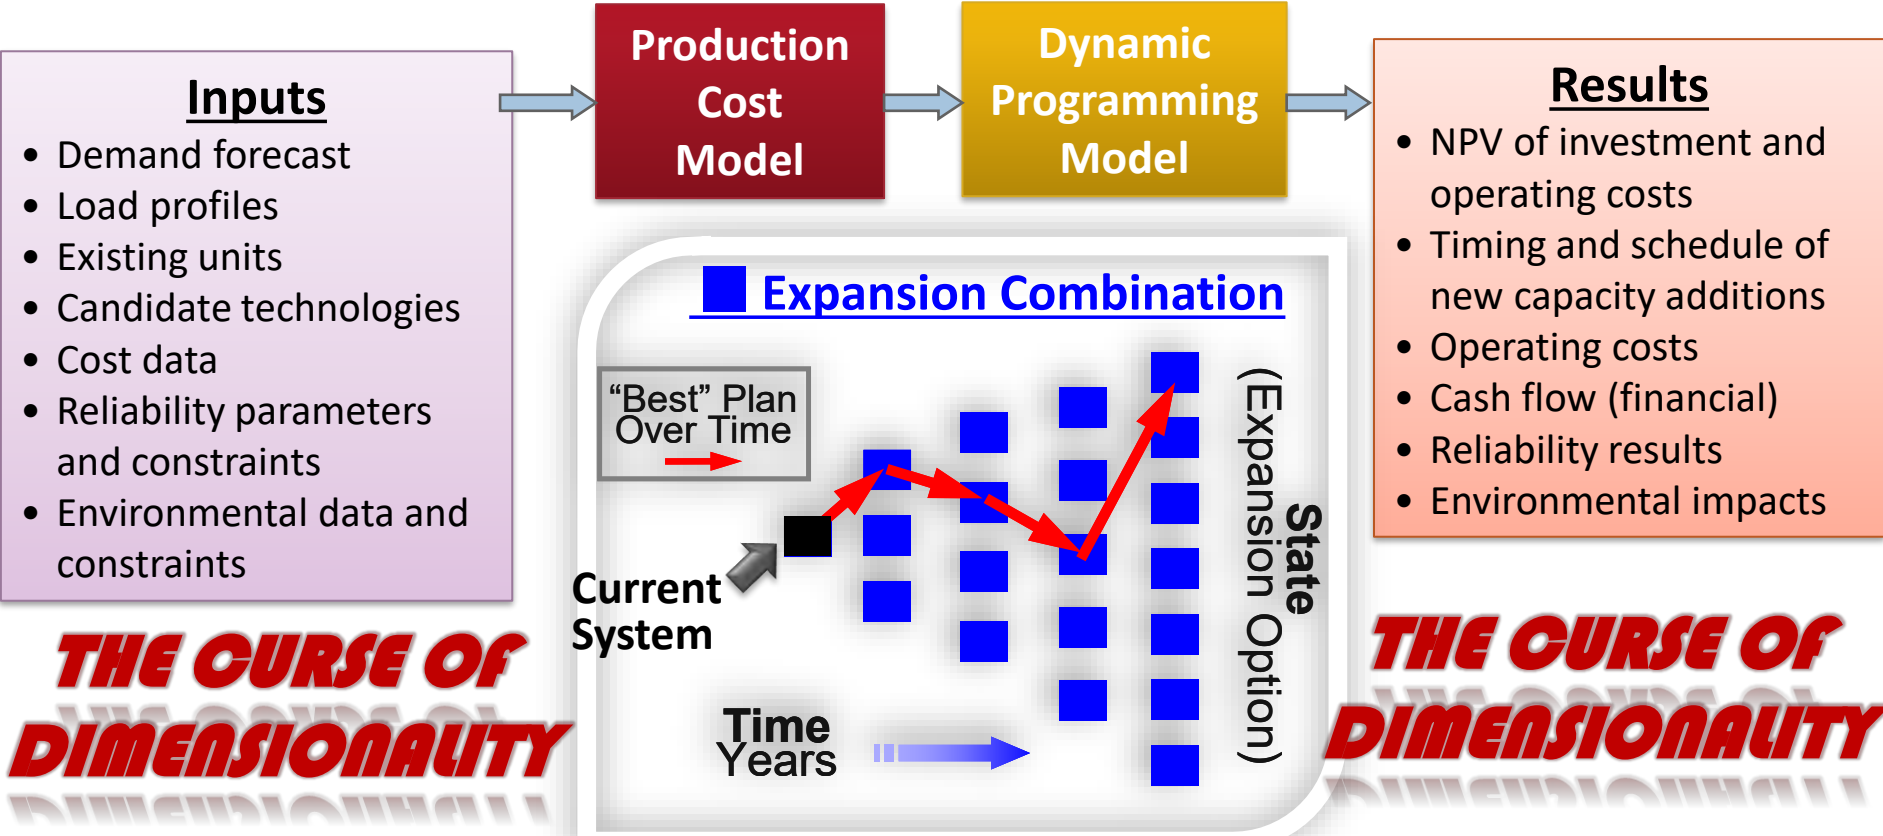 Inputs
• Demand forecast
• Load profiles
• Existing units
• Candidate technologies
• Cost data
• Reliability parameters
and constraints
• Environmental data and
constraints
Production
Cost
Model
Dynamic
Programming
Model
Results
• NPV of investment and
operating costs
• Timing and schedule of
new capacity additions
• Operating costs
• Cash flow (financial)
• Reliability results
• Environmental impacts
Expansion Combination
“Best” Plan
Over Time
Current
System
Time
Years
State
(Expansion Option)
THE CURSE OF
DIMENSIONALITY
THE CURSE OF
DIMENSIONALITY